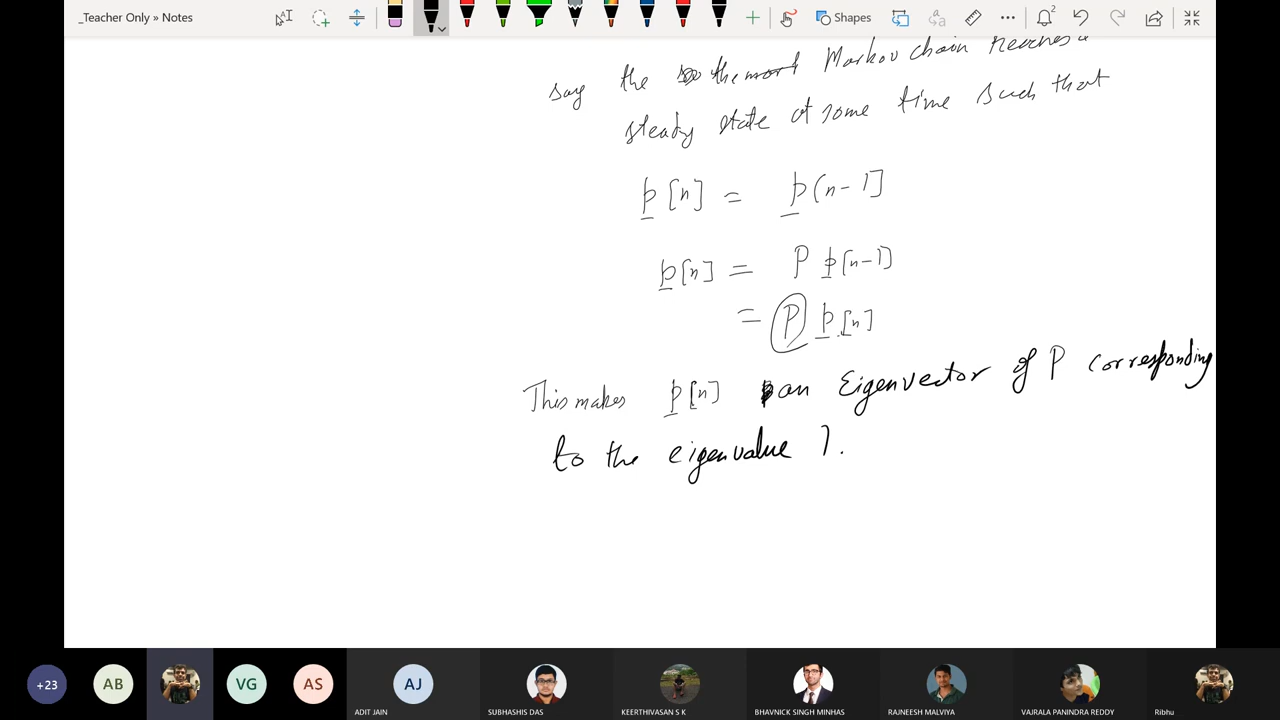 _Teacher Only » Notes
Shapes
2
say the Markov chain reaches a
steady state at some time such that
p[n] = p(n-1]
p[n] = P p[n-1]
= P p[n]
This makes p[n] an Eigenvector of P corresponding
to the eigenvalue 1.
+23 AB VG AS AJ
ADIT JAIN SUBHASHIS DAS KEERTHIVASAN S K BHAVNICK SINGH MINHAS RAJNEESH MALVIYA VAJRALA PANINDRA REDDY Ribhu